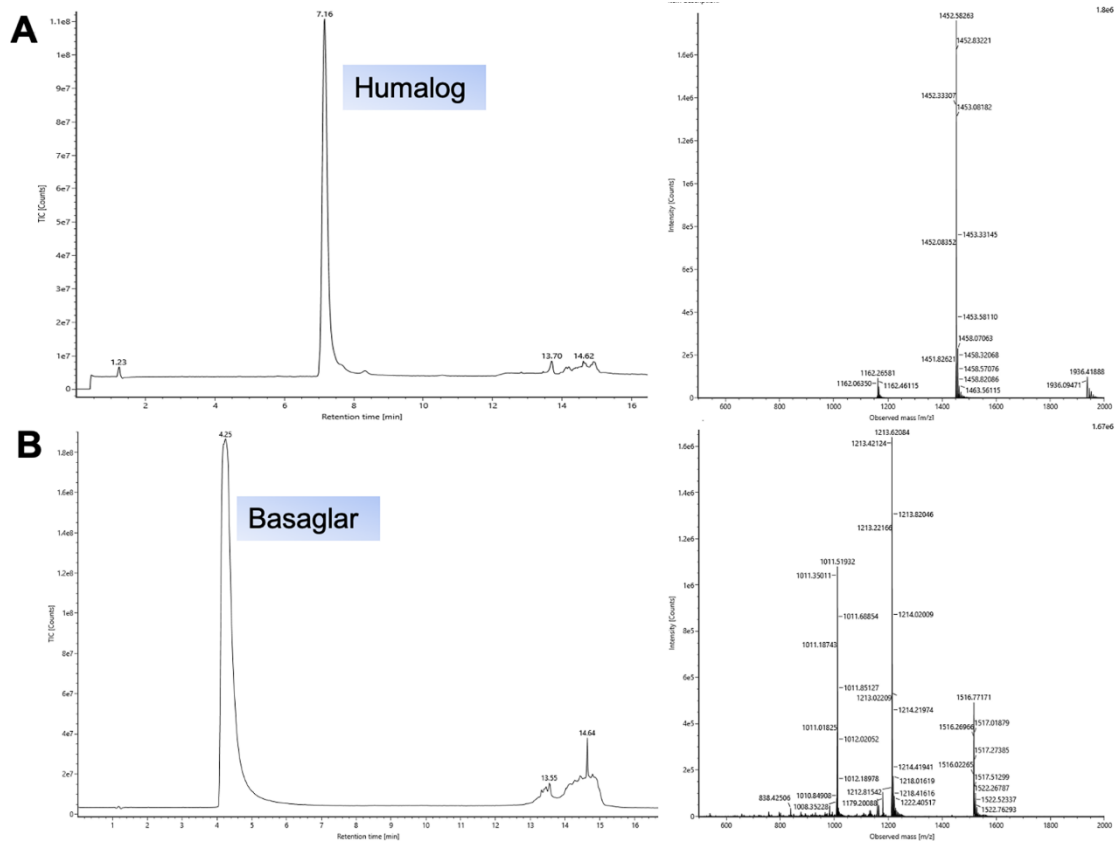 A
1.1e8
1e8
9e7
8e7
7e7
6e7
5e7
4e7
3e7
2e7
1e7
0
TIC [Counts]
7.16
Humalog
1.23
13.70
14.62
2
4
6
8
10
12
14
16
Retention time [min]
1.8e6
1452.58263
1452.83221
1452.33307
1453.08182
1453.33145
1452.08352
1453.58110
1458.07063
1451.82621
1458.32068
1458.57076
1458.82086
1463.56115
1162.26581
1162.06350
1162.46115
1936.41888
1936.09471
1.6e6
1.4e6
1.2e6
1e6
8e5
6e5
4e5
2e5
0
Intensity [Counts]
600
800
1000
1200
1400
1600
1800
2000
Observed mass [m/z]
B
1.8e8
1.6e8
1.4e8
1.2e8
1e8
8e7
6e7
4e7
2e7
0
TIC [Counts]
4.25
Basaglar
13.55
14.64
1
2
3
4
5
6
7
8
9
10
11
12
13
14
15
16
Retention time [min]
1.67e6
1213.62084
1213.42124
1213.82046
1213.22166
1011.51932
1011.35011
1011.68854
1214.02009
1011.18743
1011.85127
1213.02209
1214.21974
1011.01825
1012.02052
1516.77171
1516.26966
1517.01879
1517.27385
1516.02265
1214.41941
1012.18978
1218.01619
1517.51299
1010.84908
1212.81542
1218.41616
1522.26787
838.42506
1008.35228
1179.20088
1222.40517
1522.52337
1522.76293
1.6e6
1.4e6
1.2e6
1e6
8e5
6e5
4e5
2e5
0
Intensity [Counts]
600
800
1000
1200
1400
1600
1800
2000
Observed mass [m/z]